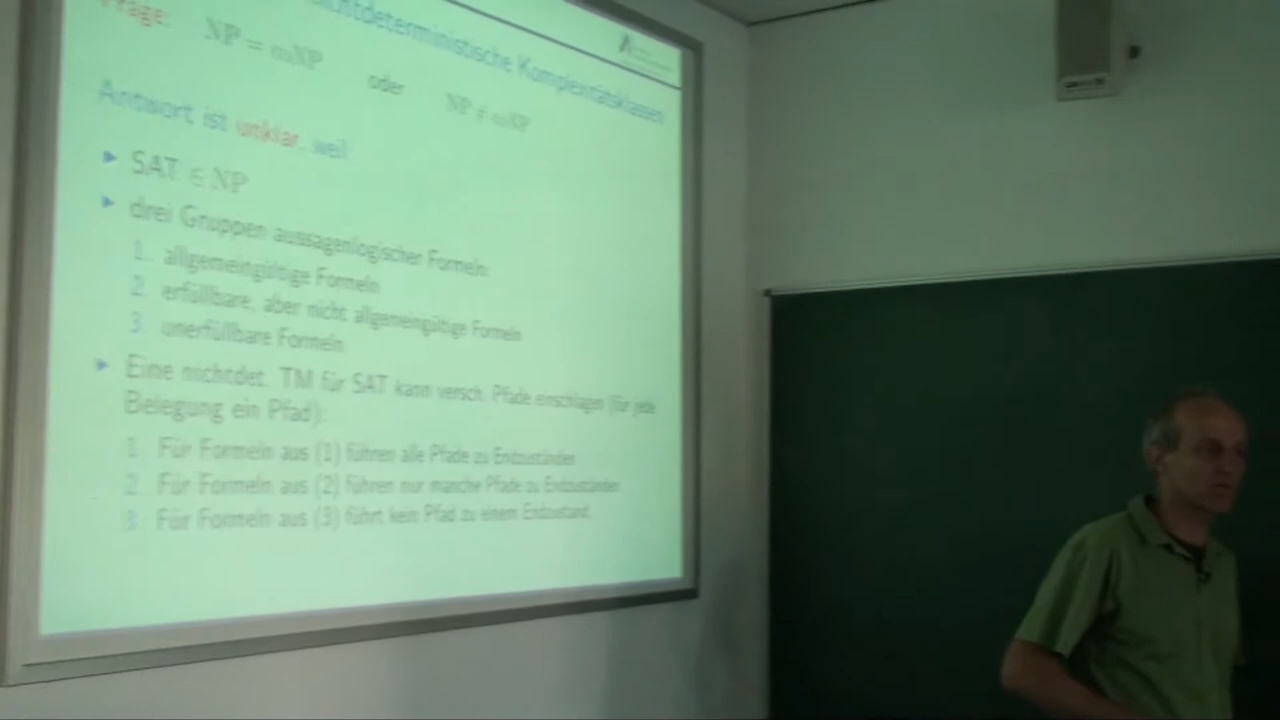 Nichtdeterministische Komplexitätsklassen
Frage: NP = coNP oder NP ≠ coNP
Antwort ist unklar, weil
SAT ∈ NP
drei Gruppen aussagenlogischer Formeln:
1. allgemeingültige Formeln
2. erfüllbare, aber nicht allgemeingültige Formeln
3. unerfüllbare Formeln
Eine nichtdet. TM für SAT kann versch. Pfade einschlagen (für jede
Belegung ein Pfad):
1. Für Formeln aus (1) führen alle Pfade zu Endzuständen
2. Für Formeln aus (2) führen nur manche Pfade zu Endzuständen
3. Für Formeln aus (3) führt kein Pfad zu einem Endzustand.